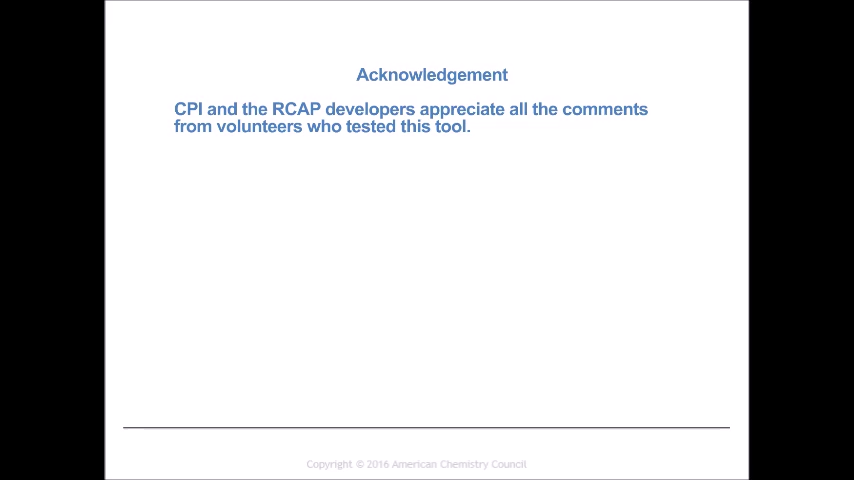 Acknowledgement
CPI and the RCAP developers appreciate all the comments
from volunteers who tested this tool.
Copyright © 2016 American Chemistry Council